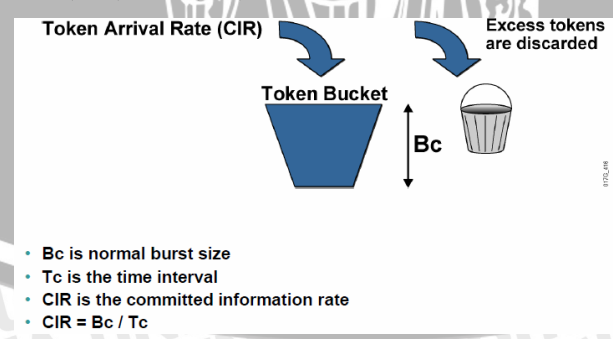 Token Arrival Rate (CIR)
Excess tokens
are discarded
Token Bucket
Bc
017G_418
• Bc is normal burst size
• Tc is the time interval
• CIR is the committed information rate
• CIR = Bc / Tc